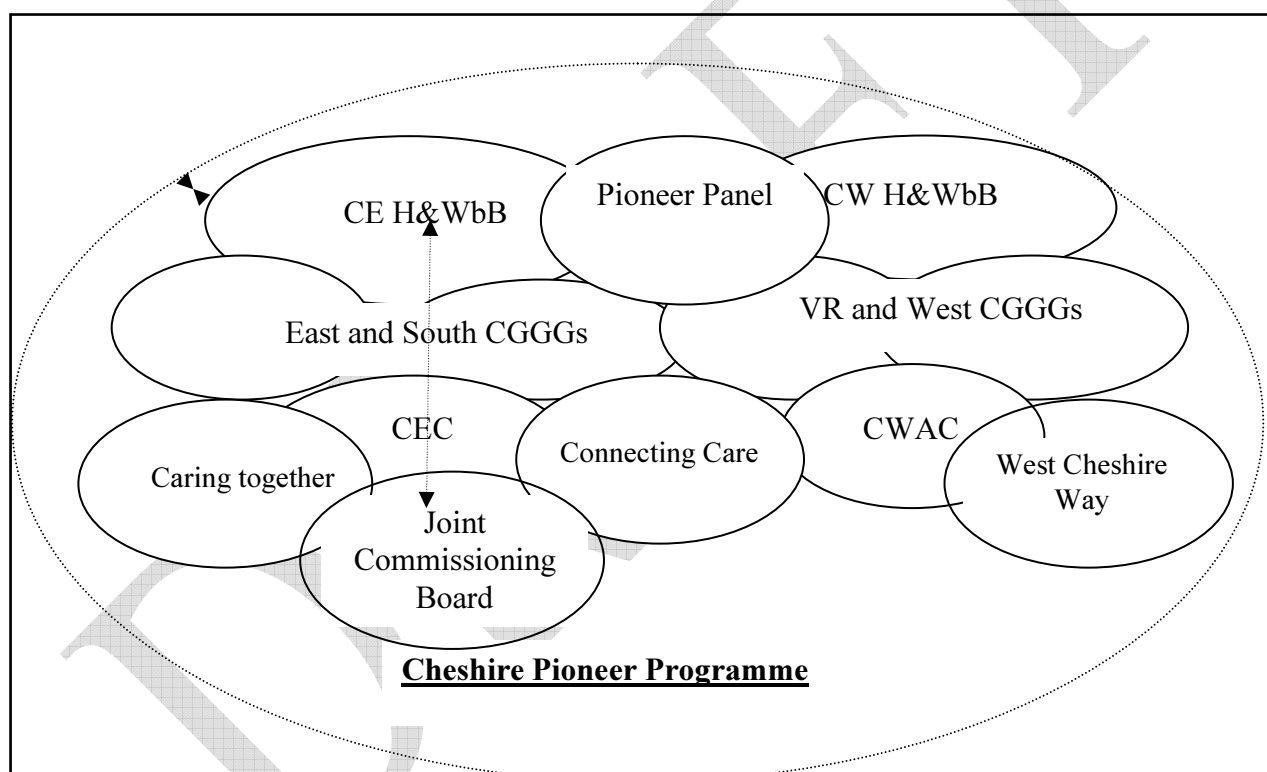 Pioneer Panel
CE H&WbB
CW H&WbB
East and South CGGGs
VR and West CGGGs
CEC
Connecting Care
CWAC
Caring together
West Cheshire
Way
Joint
Commissioning
Board
Cheshire Pioneer Programme